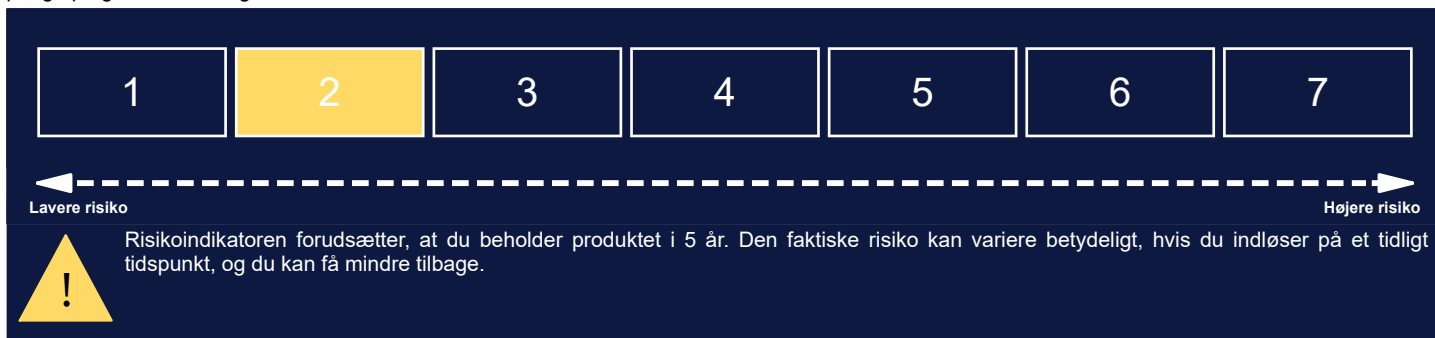 1 2 3 4 5 6 7
Lavere risiko Højere risiko
Risikoindikatoren forudsætter, at du beholder produktet i 5 år. Den faktiske risiko kan variere betydeligt, hvis du indløser på et tidligt
tidspunkt, og du kan få mindre tilbage.
!